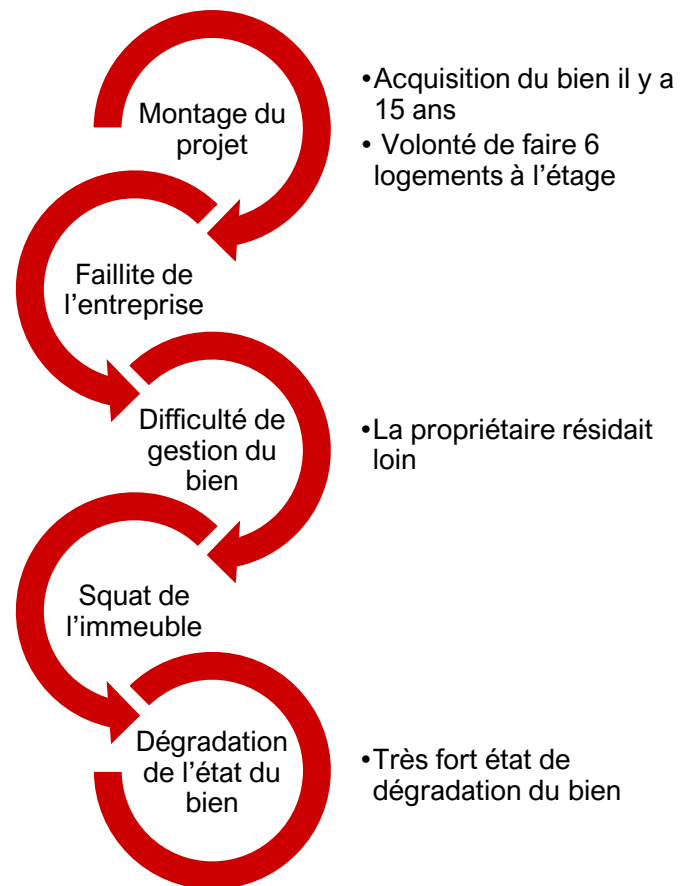 Montage du
projet
•Acquisition du bien il y a
15 ans
• Volonté de faire 6
logements à l’étage
Faillite de
l’entreprise
Difficulté de
gestion du
bien
•La propriétaire résidait
loin
Squat de
l’immeuble
Dégradation
de l’état du
bien
•Très fort état de
dégradation du bien